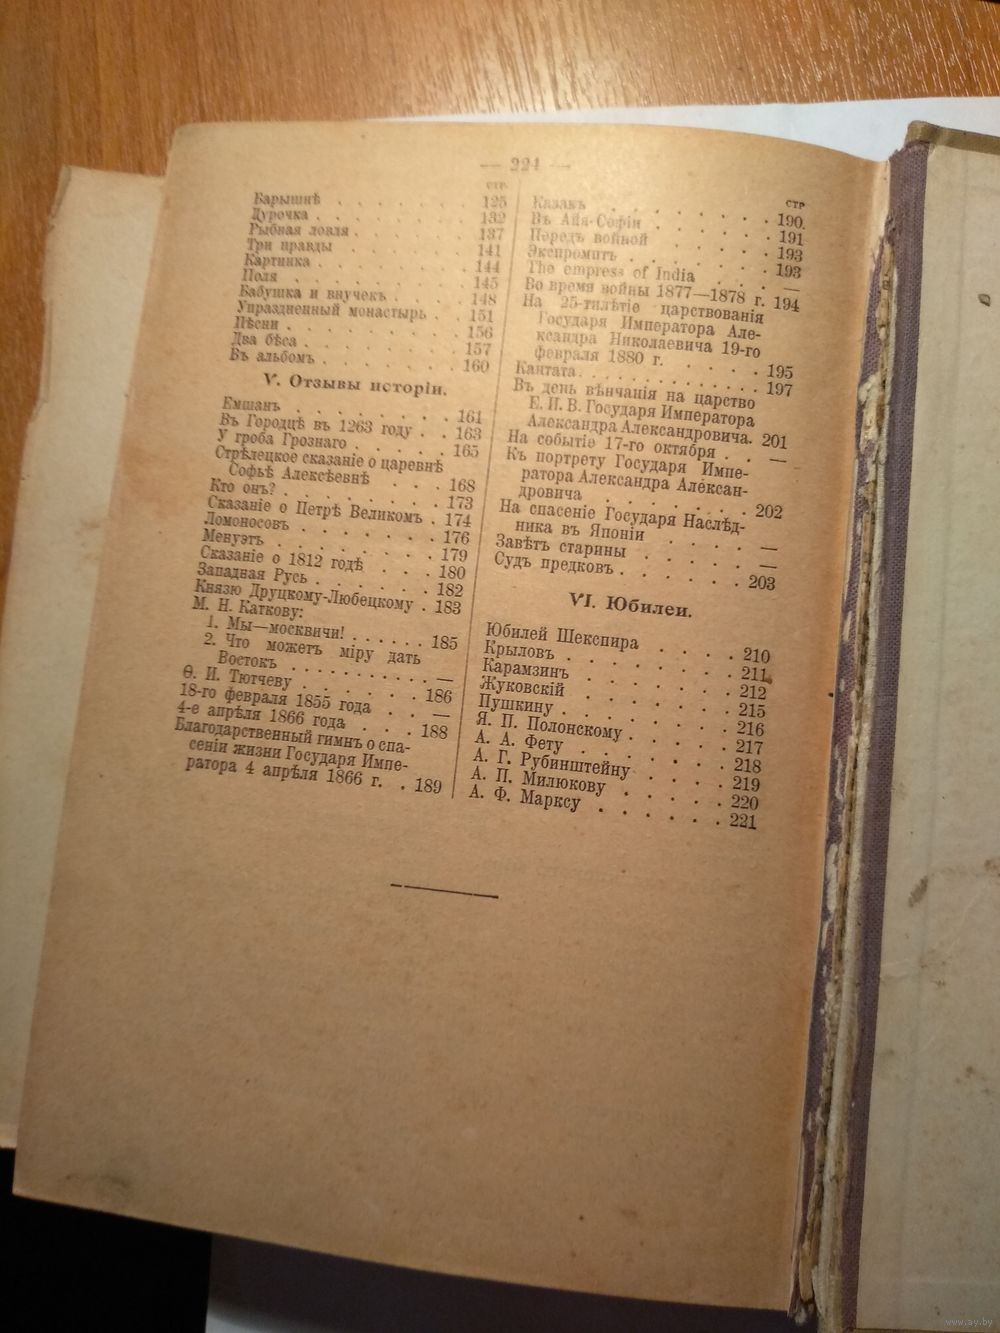 — 224 —
стр.
Барышнѣ . . . . . . . 125
Дурочка . . . . . . . 132
Рыбная ловля . . . . . . 137
Три правды . . . . . . 141
Картинка . . . . . . . 144
Поля . . . . . . . . 145
Бабушка и внучекъ . . . . 148
Упраздненный монастырь . . 151
Пѣсни . . . . . . . . 156
Два бѣса . . . . . . . 157
Въ альбомъ . . . . . . 160
V. Отзывы исторіи.
Емшанъ . . . . . . . 161
Въ Городцѣ въ 1263 году . . 163
У гроба Грознаго . . . . . 165
Стрѣлецкое сказаніе о царевнѣ
Софьѣ Алексѣевнѣ . . . 168
Кто онъ? . . . . . . . 173
Сказаніе о Петрѣ Великомъ . 174
Ломоносовъ . . . . . . 176
Менуэтъ . . . . . . . 179
Сказаніе о 1812 годѣ . . . 180
Западная Русь . . . . . . 182
Князю Друцкому-Любецкому . 183
М. Н. Каткову:
1. Мы—москвичи! . . . . . . 185
2. Что можетъ міру дать
Востокъ . . . . . . . . . —
Ѳ. И. Тютчеву . . . . . . 186
18-го февраля 1855 года . . —
4-е апрѣля 1866 года . . . . 188
Благодарственный гимнъ о спа-
сеніи жизни Государя Импе-
ратора 4 апрѣля 1866 г. . 189
стр
Казакъ . . . . . . . 190.
Въ Айя-Софіи . . . . . . 191
Передъ войной . . . . . 193
Экспромптъ . . . . . . 193
The empress of India . . . . —
Во время войны 1877—1878 г. 194
На 25-тилѣтіе царствованія
Государя Императора Але-
ксандра Николаевича 19-го
февраля 1880 г. . . . . . 195
Кантата . . . . . . . . . 197
Въ день вѣнчанія на царство
Е. И. В. Государя Императора
Александра Александровича. 201
На событіе 17-го октября . . —
Къ портрету Государя Импе-
ратора Александра Алексан-
дровича . . . . . . . 202
На спасеніе Государя Наслѣд-
ника въ Японіи . . . . . —
Завѣтъ старины . . . . . —
Судъ предковъ . . . . . . 203
VI. Юбилеи.
Юбилей Шекспира . . . . 210
Крыловъ . . . . . . . 211
Карамзинъ . . . . . . 212
Жуковскій . . . . . . 215
Пушкину . . . . . . . 216
Я. П. Полонскому . . . . . 217
А. А. Фету . . . . . . 218
А. Г. Рубинштейну . . . . 219
А. П. Милюкову . . . . . 220
А. Ф. Марксу . . . . . . 221
www.ay.by